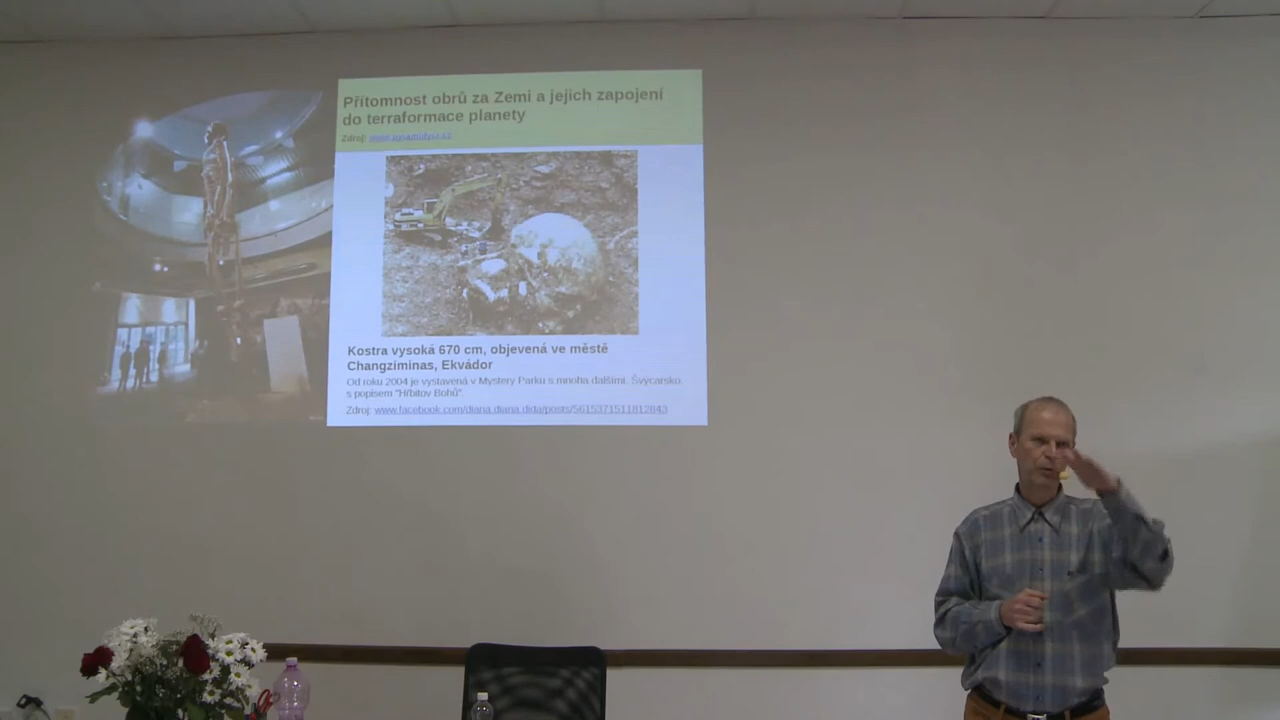 Přítomnost obrů za Zemi a jejich zapojení
do terraformace planety
Zdroj:
Kostra vysoká 670 cm, objevená ve městě
Changziminas, Ekvádor
Od roku 2004 je vystavená v Mystery Parku s mnoha dalšími. Švýcarsko.
s popisem "Hřbitov Bohů".
Zdroj: www.facebook.com/diana.diana.dida/posts/5615371511812843